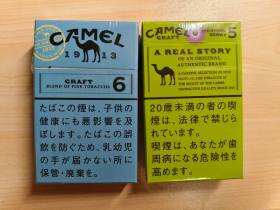 CAMEL
1913
CRAFT
BLEND OF FINE TOBACCOS
6
たばこの煙は、子供の
健康にも悪影響を及
ぼします。たばこの誤
飲を防ぐため、乳幼児
の手が届かない所に
保管・廃棄を。
CAMEL
CRAFT
5
A REAL STORY
OF AN ORIGINAL
AUTHENTIC BRAND
20歳未満の者の喫
煙は、法律で禁じら
れています。
喫煙は、あなたが歯
周病になる危険性を
高めます。